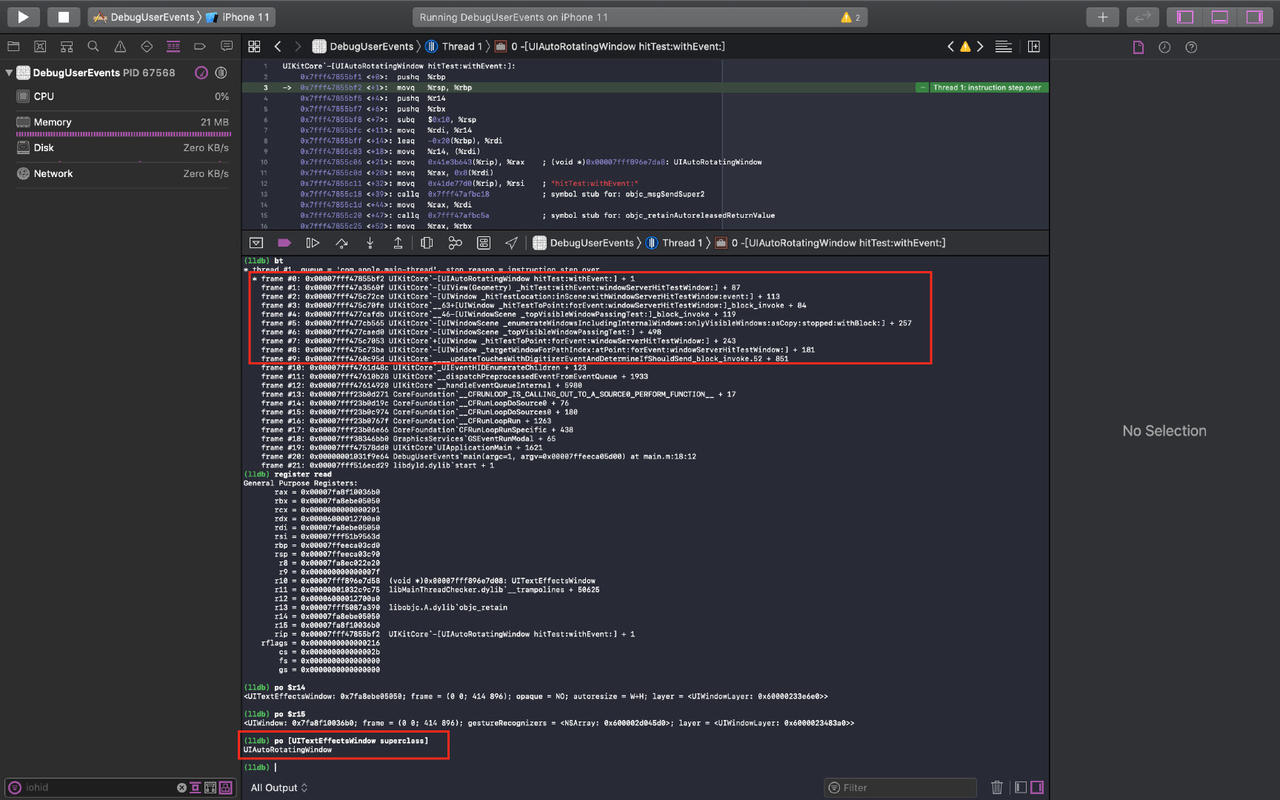 DebugUserEvents 〉 iPhone 11
Running DebugUserEvents on iPhone 11
2
DebugUserEvents 〉 Thread 1 〉 0 -[UIAutoRotatingWindow hitTest:withEvent:]
DebugUserEvents PID 67568
CPU 0%
Memory 21 MB
Disk Zero KB/s
Network Zero KB/s
1 UIKitCore`-[UIAutoRotatingWindow hitTest:withEvent:]:
2 0x7fff47855bf1 <+0>: pushq %rbp
3 -> 0x7fff47855bf2 <+1>: movq %rsp, %rbp
Thread 1: instruction step over
4 0x7fff47855bf5 <+4>: pushq %r14
5 0x7fff47855bf7 <+6>: pushq %rbx
6 0x7fff47855bf8 <+7>: subq $0x10, %rsp
7 0x7fff47855bfc <+11>: movq %rdi, %r14
8 0x7fff47855bff <+14>: leaq -0x20(%rbp), %rdi
9 0x7fff47855c03 <+18>: movq %r14, (%rdi)
10 0x7fff47855c06 <+21>: movq 0x41e3b643(%rip), %rax ; (void *)0x00007fff896e7da8: UIAutoRotatingWindow
11 0x7fff47855c0d <+28>: movq %rax, 0x8(%rdi)
12 0x7fff47855c11 <+32>: movq 0x41de77d0(%rip), %rsi ; "hitTest:withEvent:"
13 0x7fff47855c18 <+39>: callq 0x7fff47afbc18 ; symbol stub for: objc_msgSendSuper2
14 0x7fff47855c1d <+44>: movq %rax, %rdi
15 0x7fff47855c20 <+47>: callq 0x7fff47afbc5a ; symbol stub for: objc_retainAutoreleasedReturnValue
16 0x7fff47855c25 <+52>: movq %rax, %rbx
DebugUserEvents 〉 Thread 1 〉 0 -[UIAutoRotatingWindow hitTest:withEvent:]
(lldb) bt
* thread #1, queue = 'com.apple.main-thread', stop reason = instruction step over
* frame #0: 0x00007fff47855bf2 UIKitCore`-[UIAutoRotatingWindow hitTest:withEvent:] + 1
frame #1: 0x00007fff47a3560f UIKitCore`-[UIView(Geometry) _hitTest:withEvent:windowServerHitTestWindow:] + 87
frame #2: 0x00007fff475c72ce UIKitCore`-[UIWindow _hitTestLocation:inScene:withWindowServerHitTestWindow:event:] + 113
frame #3: 0x00007fff475c70fe UIKitCore`__63+[UIWindow _hitTestToPoint:forEvent:windowServerHitTestWindow:]_block_invoke + 84
frame #4: 0x00007fff477cafdb UIKitCore`__46-[UIWindowScene _topVisibleWindowPassingTest:]_block_invoke + 119
frame #5: 0x00007fff477cb565 UIKitCore`-[UIWindowScene _enumerateWindowsIncludingInternalWindows:onlyVisibleWindows:asCopy:stopped:withBlock:] + 257
frame #6: 0x00007fff477caed0 UIKitCore`-[UIWindowScene _topVisibleWindowPassingTest:] + 498
frame #7: 0x00007fff475c7053 UIKitCore`+[UIWindow _hitTestToPoint:forEvent:windowServerHitTestWindow:] + 243
frame #8: 0x00007fff475c73ba UIKitCore`-[UIWindow _targetWindowForPathIndex:atPoint:forEvent:windowServerHitTestWindow:] + 181
frame #9: 0x00007fff4760c95d UIKitCore`____updateTouchesWithDigitizerEventAndDetermineIfShouldSend_block_invoke.52 + 851
frame #10: 0x00007fff4761d48c UIKitCore`_UIEventHIDEnumerateChildren + 123
frame #11: 0x00007fff47610b28 UIKitCore`__dispatchPreprocessedEventFromEventQueue + 1933
frame #12: 0x00007fff47614920 UIKitCore`__handleEventQueueInternal + 5980
frame #13: 0x00007fff23b0d271 CoreFoundation`__CFRUNLOOP_IS_CALLING_OUT_TO_A_SOURCE0_PERFORM_FUNCTION__ + 17
frame #14: 0x00007fff23b0d19c CoreFoundation`__CFRunLoopDoSource0 + 76
frame #15: 0x00007fff23b0c974 CoreFoundation`__CFRunLoopDoSources0 + 180
frame #16: 0x00007fff23b0767f CoreFoundation`__CFRunLoopRun + 1263
frame #17: 0x00007fff23b06e66 CoreFoundation`CFRunLoopRunSpecific + 438
frame #18: 0x00007fff38346bb0 GraphicsServices`GSEventRunModal + 65
frame #19: 0x00007fff47578dd0 UIKitCore`UIApplicationMain + 1621
frame #20: 0x00000001031f9e64 DebugUserEvents`main(argc=1, argv=0x00007ffeeca05d00) at main.m:18:12
frame #21: 0x00007fff516ecd29 libdyld.dylib`start + 1
(lldb) register read
General Purpose Registers:
rax = 0x00007fa8f10036b0
rbx = 0x00007fa8ebe05050
rcx = 0x0000000000000201
rdx = 0x00006000012700a0
rdi = 0x00007fa8ebe05050
rsi = 0x00007fff51b9563d
rbp = 0x00007ffeeca03cd0
rsp = 0x00007ffeeca03c90
r8 = 0x00007fa8ec022e20
r9 = 0x000000000000007f
r10 = 0x00007fff896e7d58 (void *)0x00007fff896e7d08: UITextEffectsWindow
r11 = 0x00000001032c9c75 libMainThreadChecker.dylib`__trampolines + 50625
r12 = 0x00006000012700a0
r13 = 0x00007fff5087a390 libobjc.A.dylib`objc_retain
r14 = 0x00007fa8ebe05050
r15 = 0x00007fa8f10036b0
rip = 0x00007fff47855bf2 UIKitCore`-[UIAutoRotatingWindow hitTest:withEvent:] + 1
rflags = 0x0000000000000216
cs = 0x000000000000002b
fs = 0x0000000000000000
gs = 0x0000000000000000
(lldb) po $r14
<UITextEffectsWindow: 0x7fa8ebe05050; frame = (0 0; 414 896); opaque = NO; autoresize = W+H; layer = <UIWindowLayer: 0x60000233e6e0>>
(lldb) po $r15
<UIWindow: 0x7fa8f10036b0; frame = (0 0; 414 896); gestureRecognizers = <NSArray: 0x600002d045d0>; layer = <UIWindowLayer: 0x6000023483a0>>
(lldb) po [UITextEffectsWindow superclass]
UIAutoRotatingWindow
(lldb)
No Selection
iohid
All Output
Filter